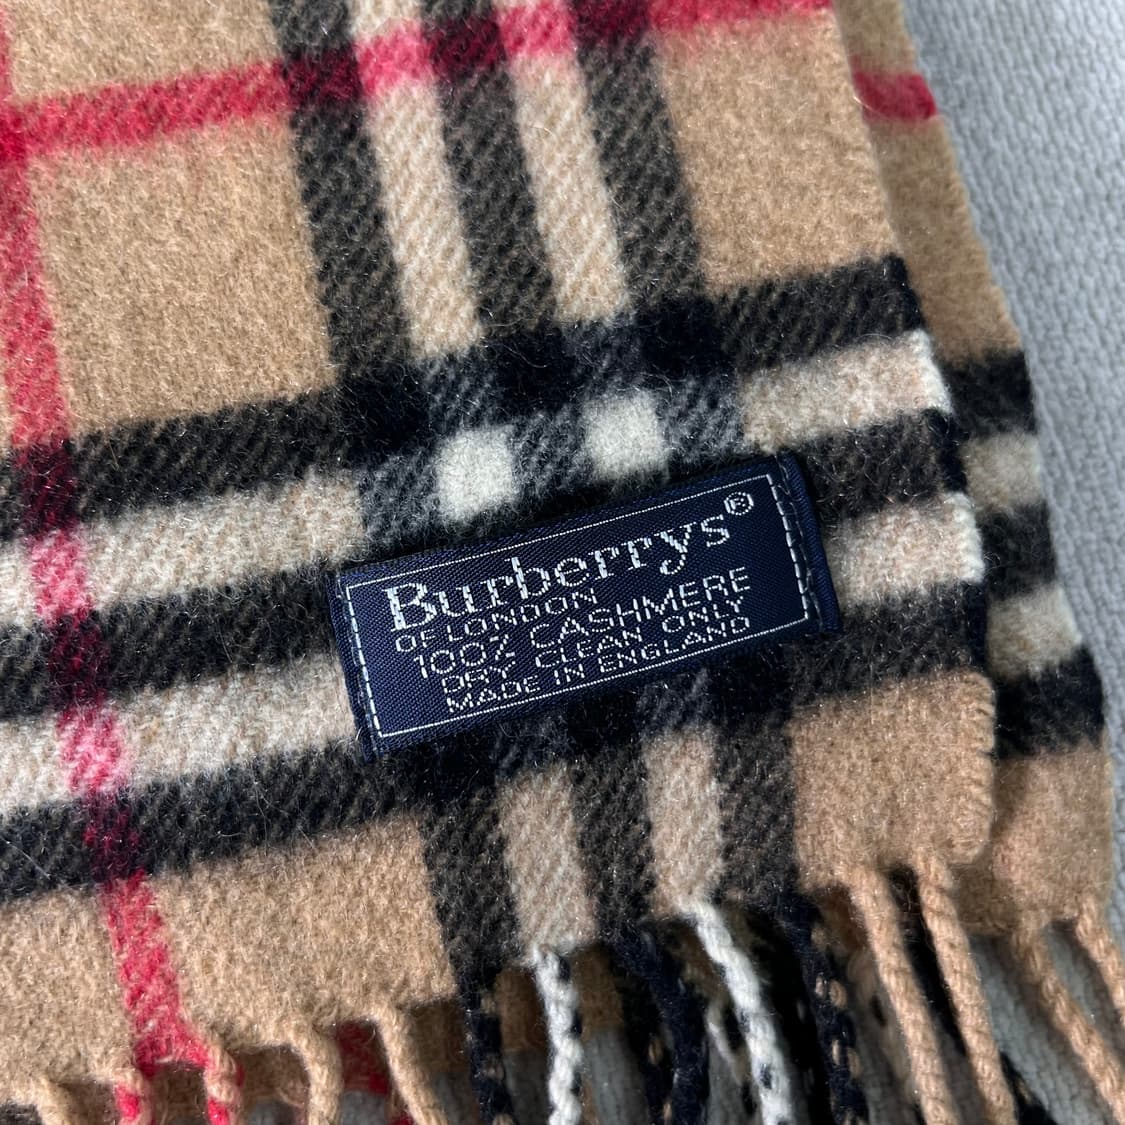 Burberrys®
OF LONDON
100% CASHMERE
DRY CLEAN ONLY
MADE IN ENGLAND